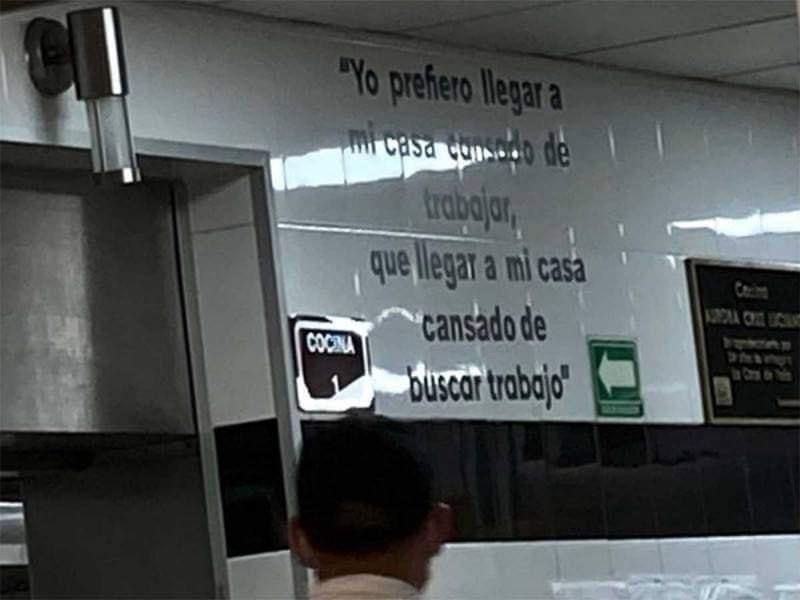 "Yo prefiero llegar a
mi casa cansado de
trabajar,
que llegar a mi casa
cansado de
buscar trabajo"
COCINA
1
Cocina
AURORA CRUZ